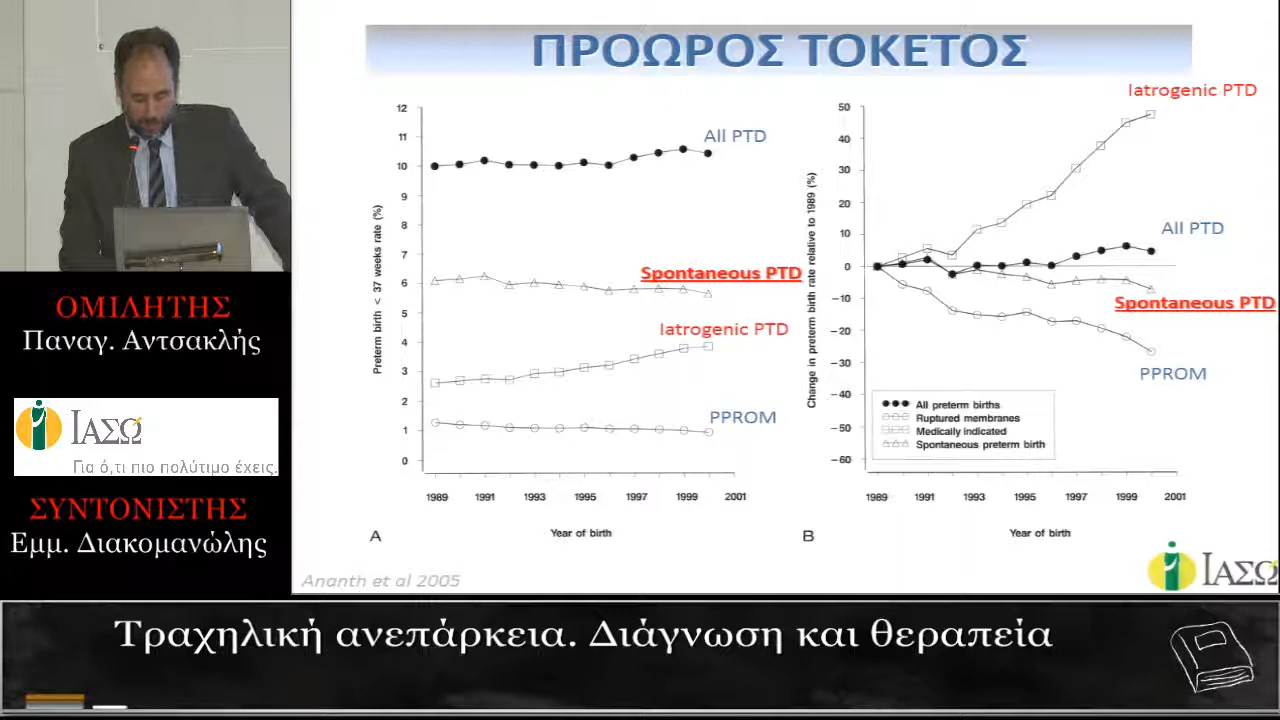 ΠΡΟΩΡΟΣ ΤΟΚΕΤΟΣ
12
11
10
9
8
7
6
5
4
3
2
1
0
Preterm birth < 37 weeks rate (%)
All PTD
Spontaneous PTD
Iatrogenic PTD
PPROM
1989 1991 1993 1995 1997 1999 2001
A
Year of birth
Iatrogenic PTD
50
40
30
20
10
0
−10
−20
−30
−40
−50
−60
Change in preterm birth rate relative to 1989 (%)
All PTD
Spontaneous PTD
PPROM
All preterm births
Ruptured membranes
Medically indicated
Spontaneous preterm birth
1989 1991 1993 1995 1997 1999 2001
B
Year of birth
Ananth et al 2005
ΙΑΣΩ
ΟΜΙΛΗΤΗΣ
Παναγ. Αντσακλής
ΙΑΣΩ
Για ό,τι πιο πολύτιμο έχεις.
ΣΥΝΤΟΝΙΣΤΗΣ
Εμμ. Διακομανώλης
Τραχηλική ανεπάρκεια. Διάγνωση και θεραπεία